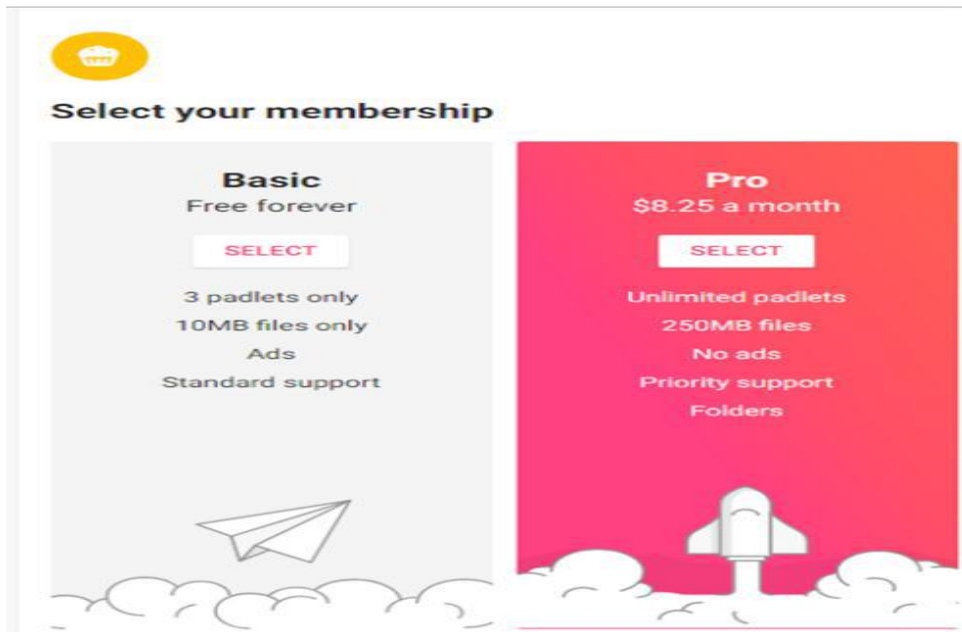 Select your membership
Basic
Free forever
SELECT
3 padlets only
10MB files only
Ads
Standard support
Pro
$8.25 a month
SELECT
Unlimited padlets
250MB files
No ads
Priority support
Folders